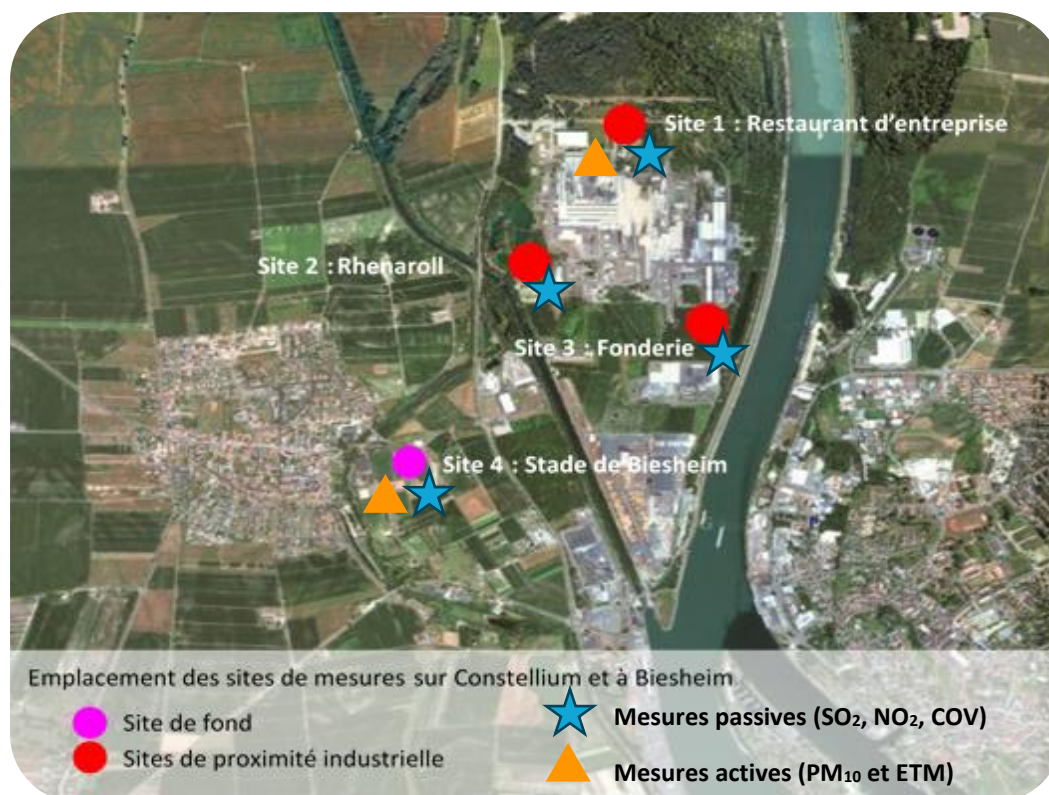 Site 1 : Restaurant d'entreprise
Site 2 : Rhenaroll
Site 3 : Fonderie
Site 4 : Stade de Biesheim
Emplacement des sites de mesures sur Constellium et à Biesheim
Site de fond
Sites de proximité industrielle
Mesures passives (SO₂, NO₂, COV)
Mesures actives (PM₁₀ et ETM)